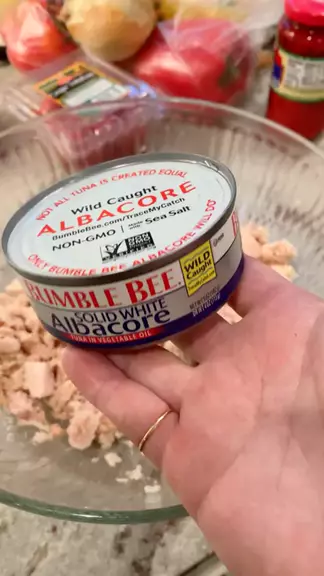 NOT ALL TUNA IS CREATED EQUAL
Wild Caught
ALBACORE
BumbleBee.com/TraceMyCatch
NON-GMO
Sea Salt
ONLY BUMBLE BEE ALBACORE WILL DO
BUMBLE BEE
SOLID WHITE
Albacore
TUNA IN VEGETABLE OIL
WILD
Caught